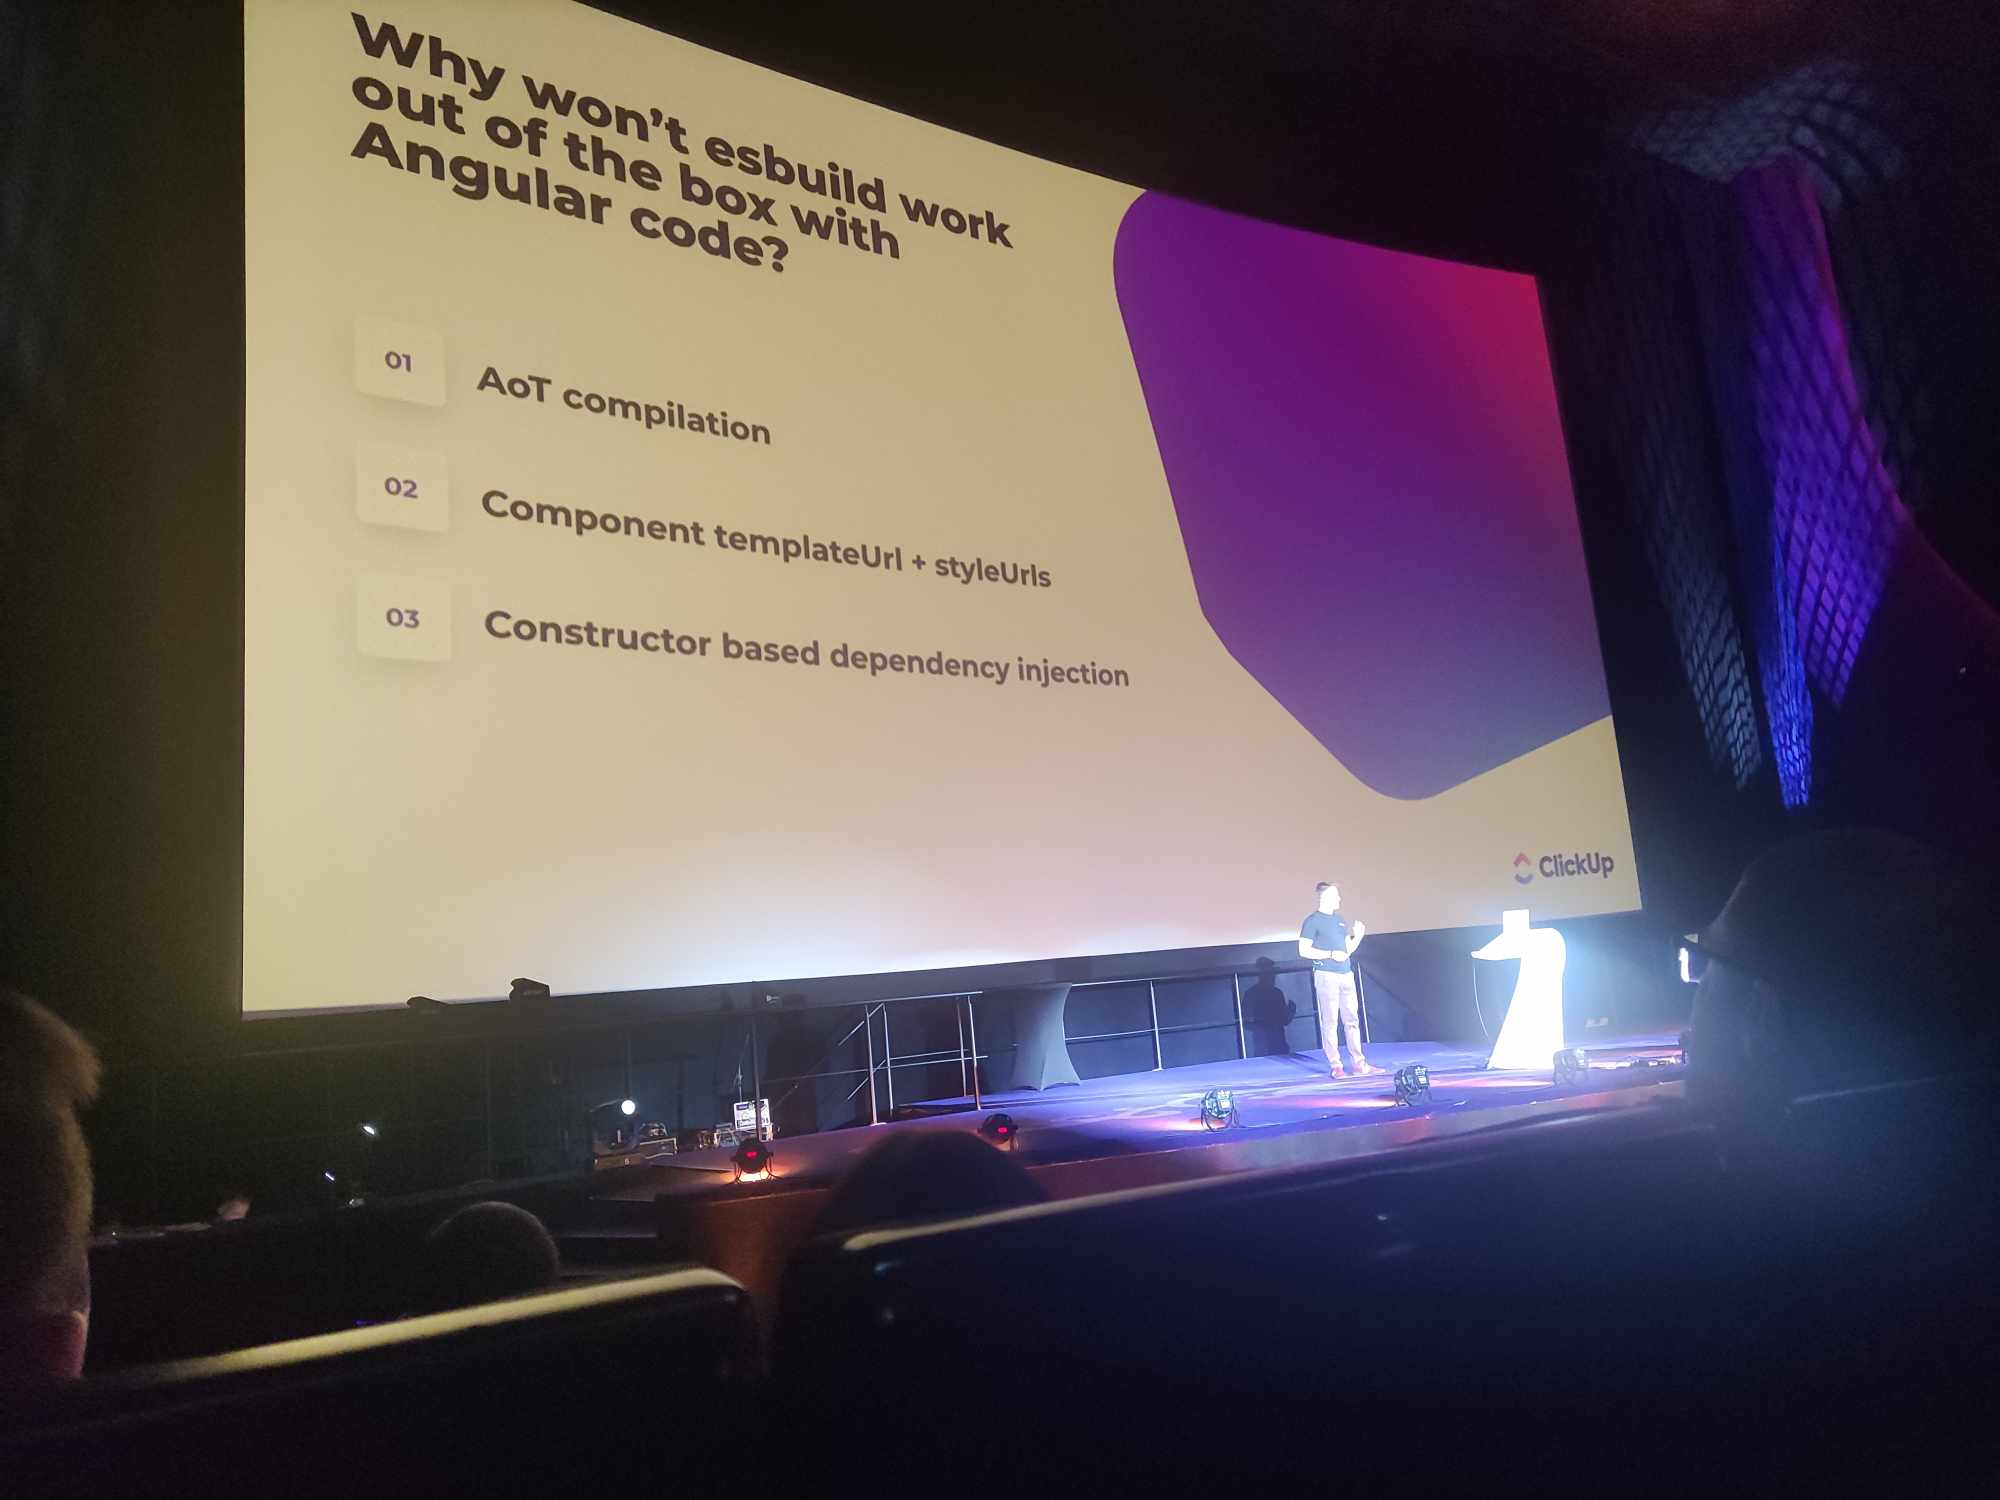 Why won't esbuild work
out of the box with
Angular code?
01
AoT compilation
02
Component templateUrl + styleUrls
03
Constructor based dependency injection
ClickUp